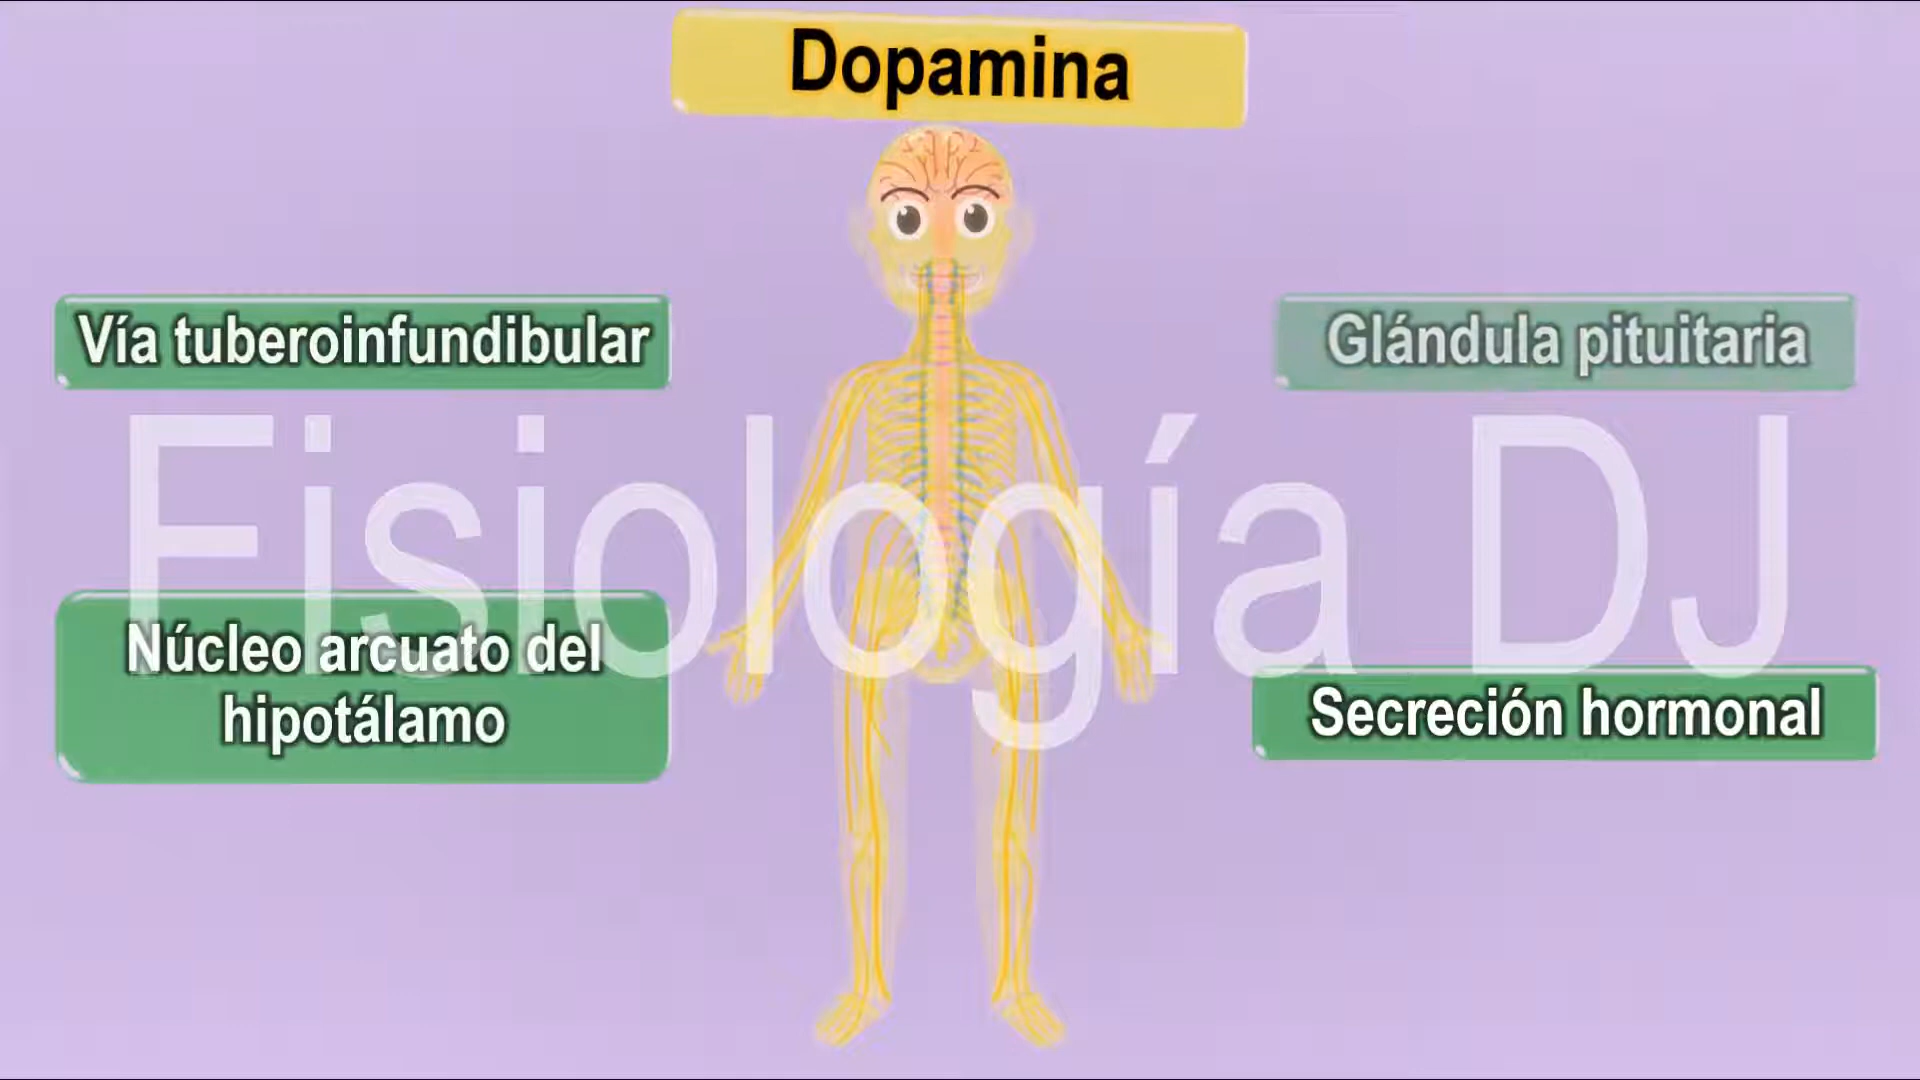 Dopamina
Vía tuberoinfundibular
Glándula pituitaria
Fisiología DJ
Núcleo arcuato del
hipotálamo
Secreción hormonal